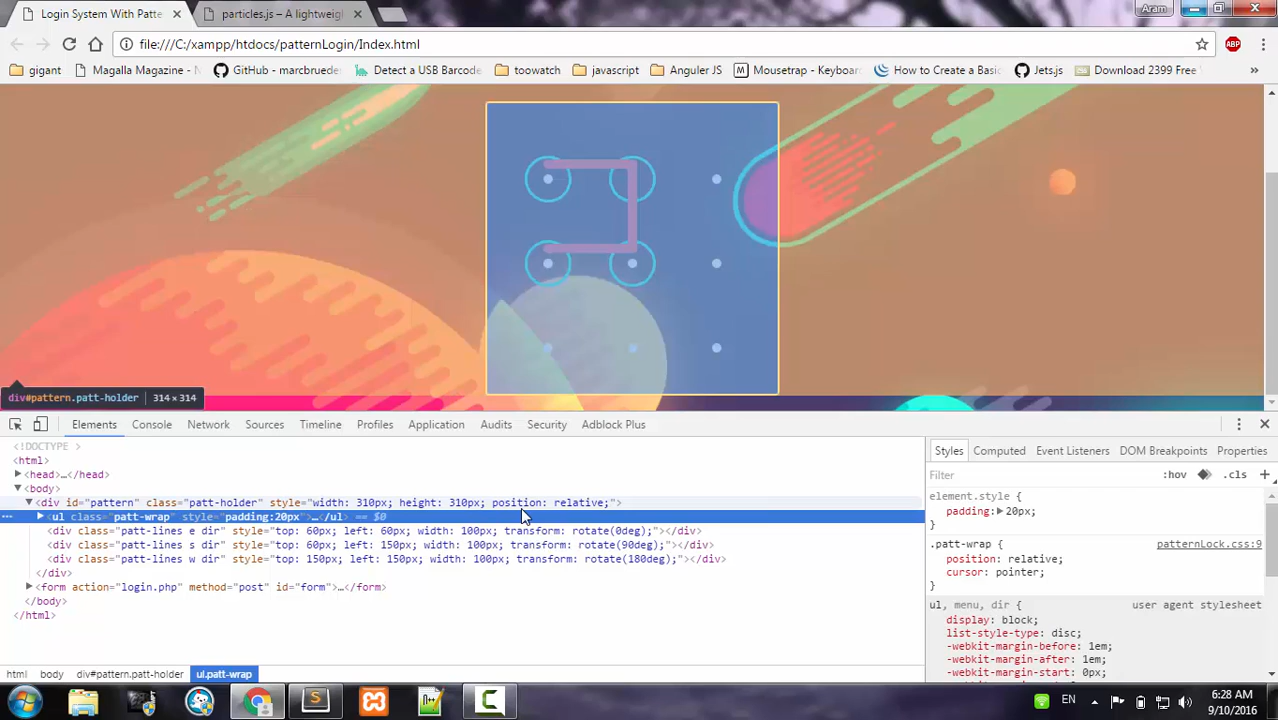 Login System With Patte
particles.js – A lightweigh
Aram
file:///C:/xampp/htdocs/patternLogin/Index.html
ABP
gigant
Magalla Magazine - M
GitHub - marcbrueder
Detect a USB Barcode
toowatch
javascript
Anguler JS
M
Mousetrap - Keyboard
How to Create a Basi
Jets.js
Download 2399 Free
»
div#pattern.patt-holder | 314 × 314
Elements Console Network Sources Timeline Profiles Application Audits Security Adblock Plus
<!DOCTYPE >
<html>
<head>…</head>
<body>
<div id="pattern" class="patt-holder" style="width: 310px; height: 310px; position: relative;">
<ul class="patt-wrap" style="padding:20px">…</ul> == $0
<div class="patt-lines e dir" style="top: 60px; left: 60px; width: 100px; transform: rotate(0deg);"></div>
<div class="patt-lines s dir" style="top: 60px; left: 150px; width: 100px; transform: rotate(90deg);"></div>
<div class="patt-lines w dir" style="top: 150px; left: 150px; width: 100px; transform: rotate(180deg);"></div>
</div>
<form action="login.php" method="post" id="form">…</form>
</body>
</html>
html body div#pattern.patt-holder ul.patt-wrap
Styles Computed Event Listeners DOM Breakpoints Properties
Filter :hov .cls +
element.style {
padding: 20px;
}
.patt-wrap { patternLock.css:9
position: relative;
cursor: pointer;
}
ul, menu, dir { user agent stylesheet
display: block;
list-style-type: disc;
-webkit-margin-before: 1em;
-webkit-margin-after: 1em;
-webkit-margin-start: 0px;
EN
6:28 AM
9/10/2016